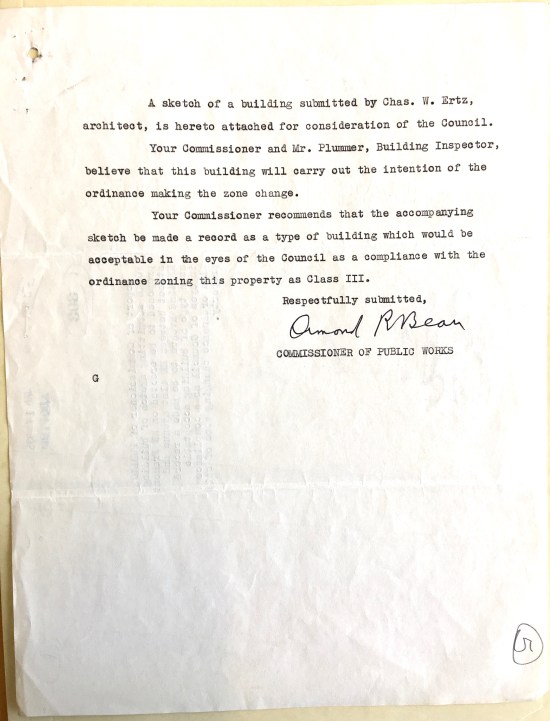 A sketch of a building submitted by Chas. W. Ertz,
architect, is hereto attached for consideration of the Council.
Your Commissioner and Mr. Plummer, Building Inspector,
believe that this building will carry out the intention of the
ordinance making the zone change.
Your Commissioner recommends that the accompanying
sketch be made a record as a type of building which would be
acceptable in the eyes of the Council as a compliance with the
ordinance zoning this property as Class III.
Respectfully submitted,
Ormond R Bean
COMMISSIONER OF PUBLIC WORKS
G